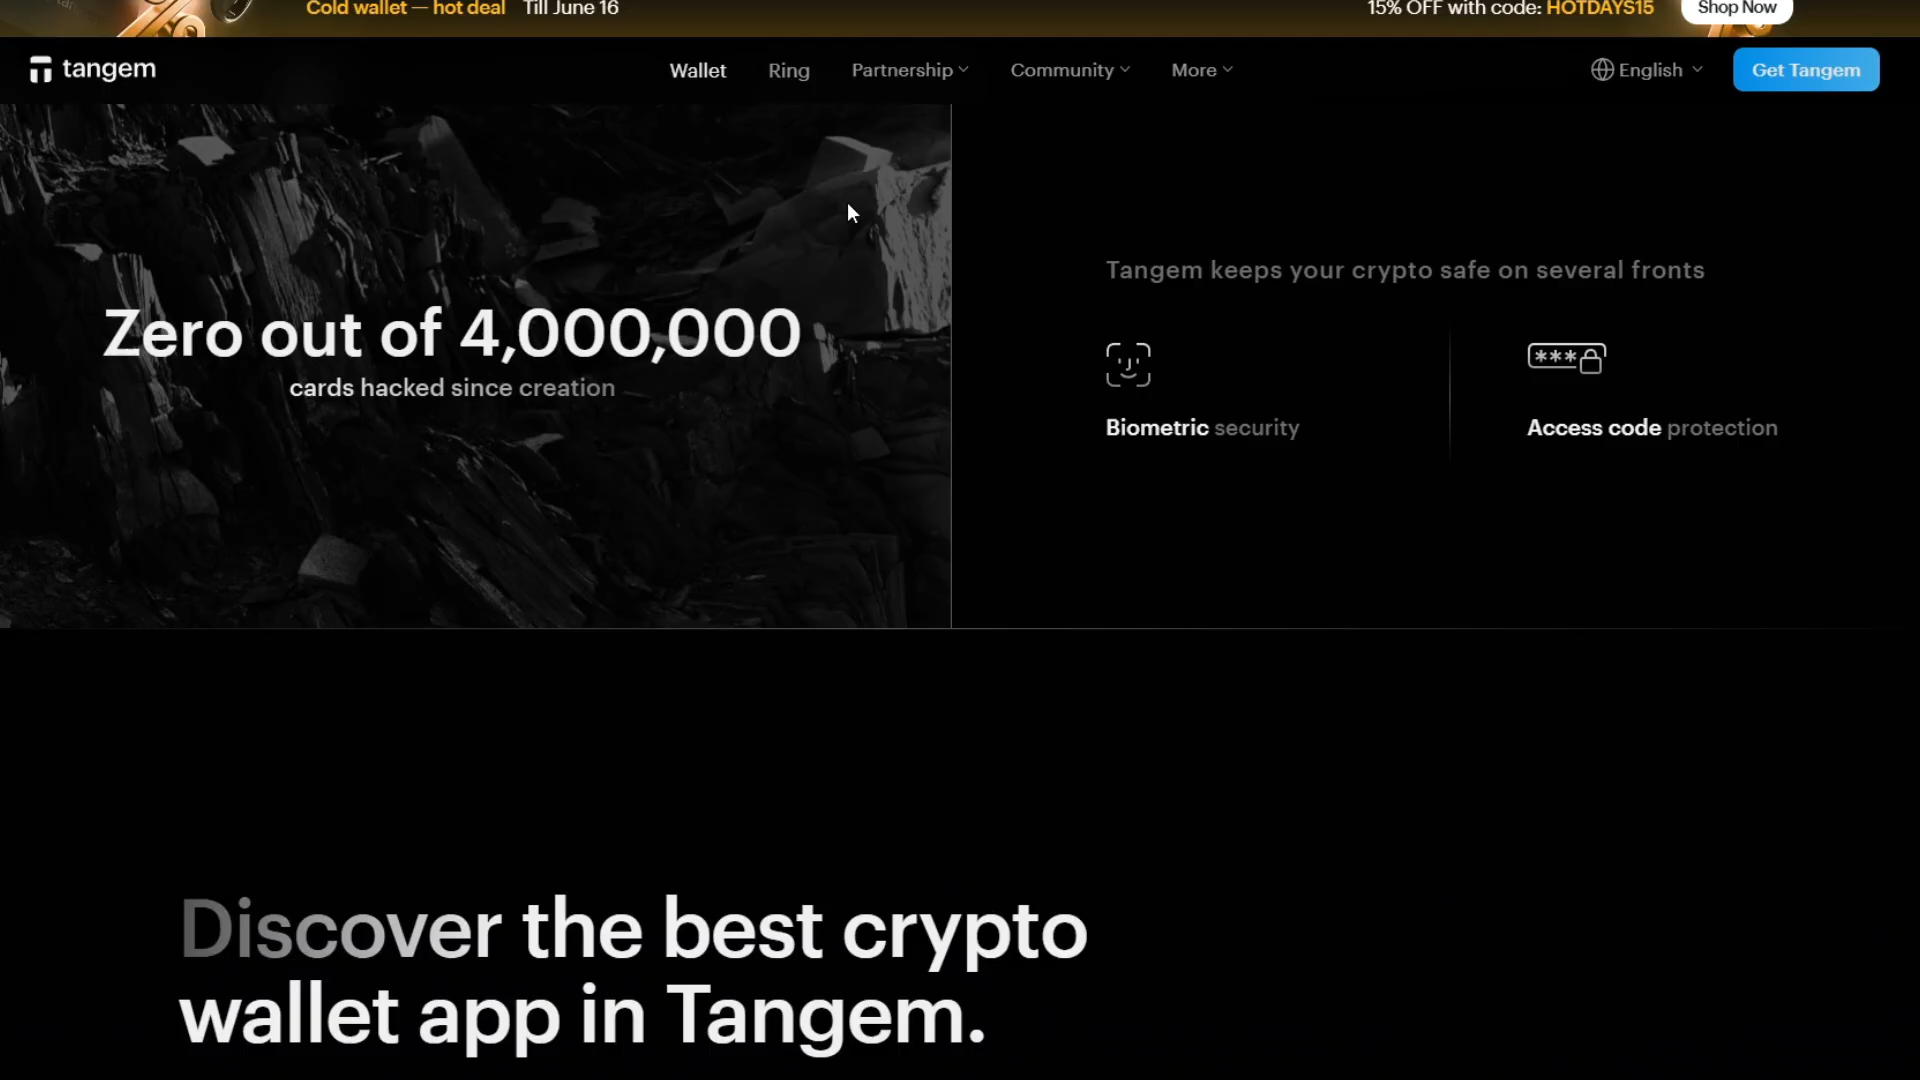 Cold wallet — hot deal Till June 16
15% OFF with code: HOTDAYS15 Shop Now
tangem Wallet Ring Partnership Community More English Get Tangem
Zero out of 4,000,000
cards hacked since creation
Tangem keeps your crypto safe on several fronts
***
Biometric security
Access code protection
Discover the best crypto
wallet app in Tangem.